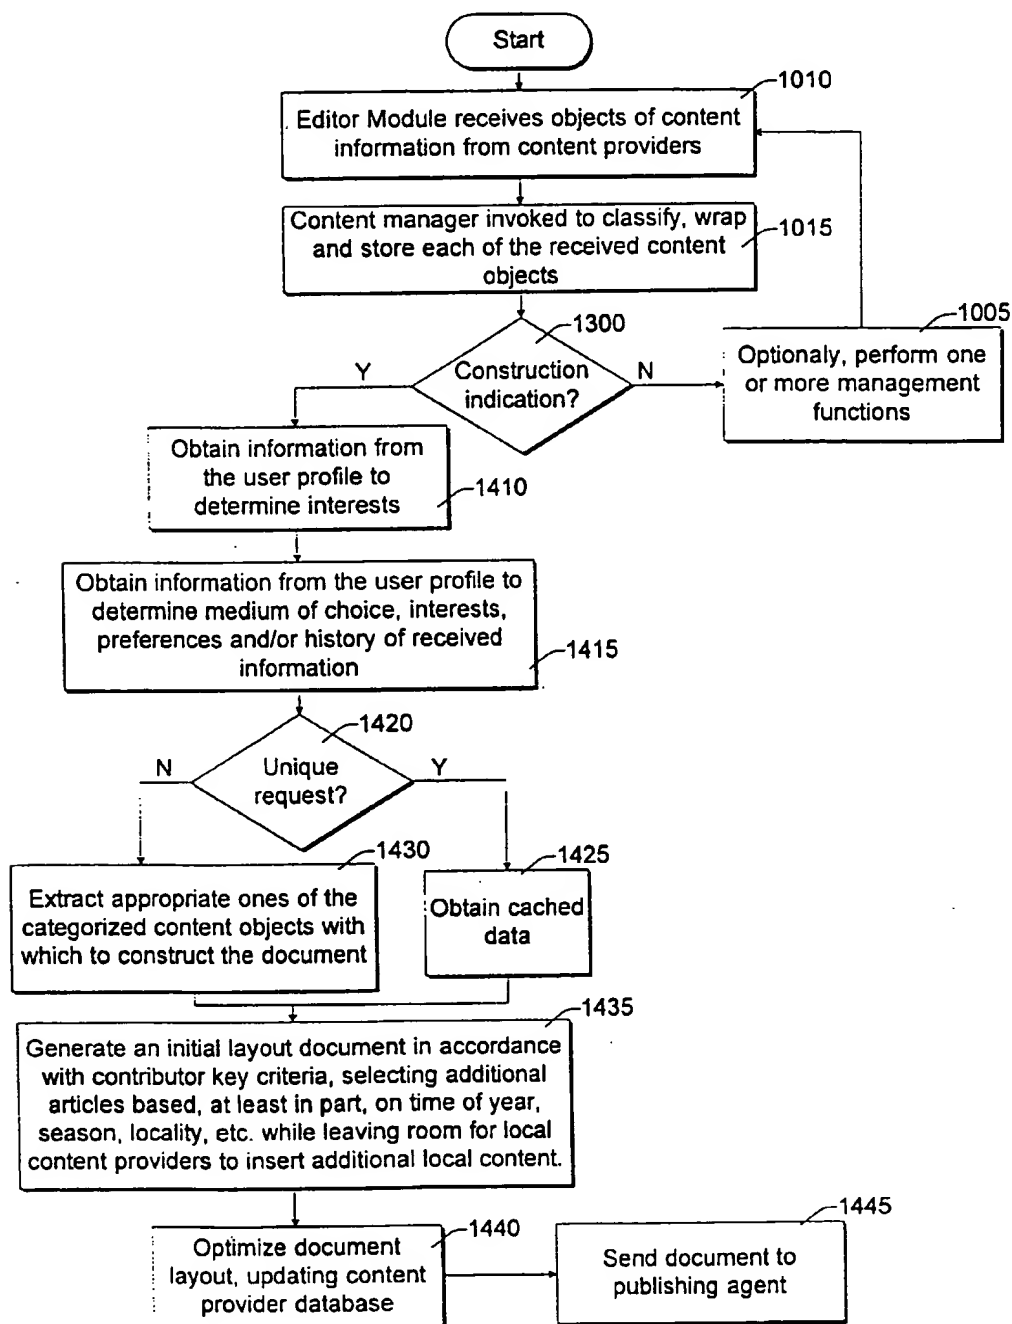 Start
1010
Editor Module receives objects of content
information from content providers
Content manager invoked to classify, wrap
and store each of the received content
objects
1015
1300
Construction
indication?
Y
N
1005
Optionaly, perform one
or more management
functions
Obtain information from
the user profile to
determine interests
1410
Obtain information from the user profile to
determine medium of choice, interests,
preferences and/or history of received
information
1415
1420
Unique
request?
N
Y
1430
Extract appropriate ones of the
categorized content objects with
which to construct the document
1425
Obtain cached
data
1435
Generate an initial layout document in accordance
with contributor key criteria, selecting additional
articles based, at least in part, on time of year,
season, locality, etc. while leaving room for local
content providers to insert additional local content.
1440
Optimize document
layout, updating content
provider database
1445
Send document to
publishing agent